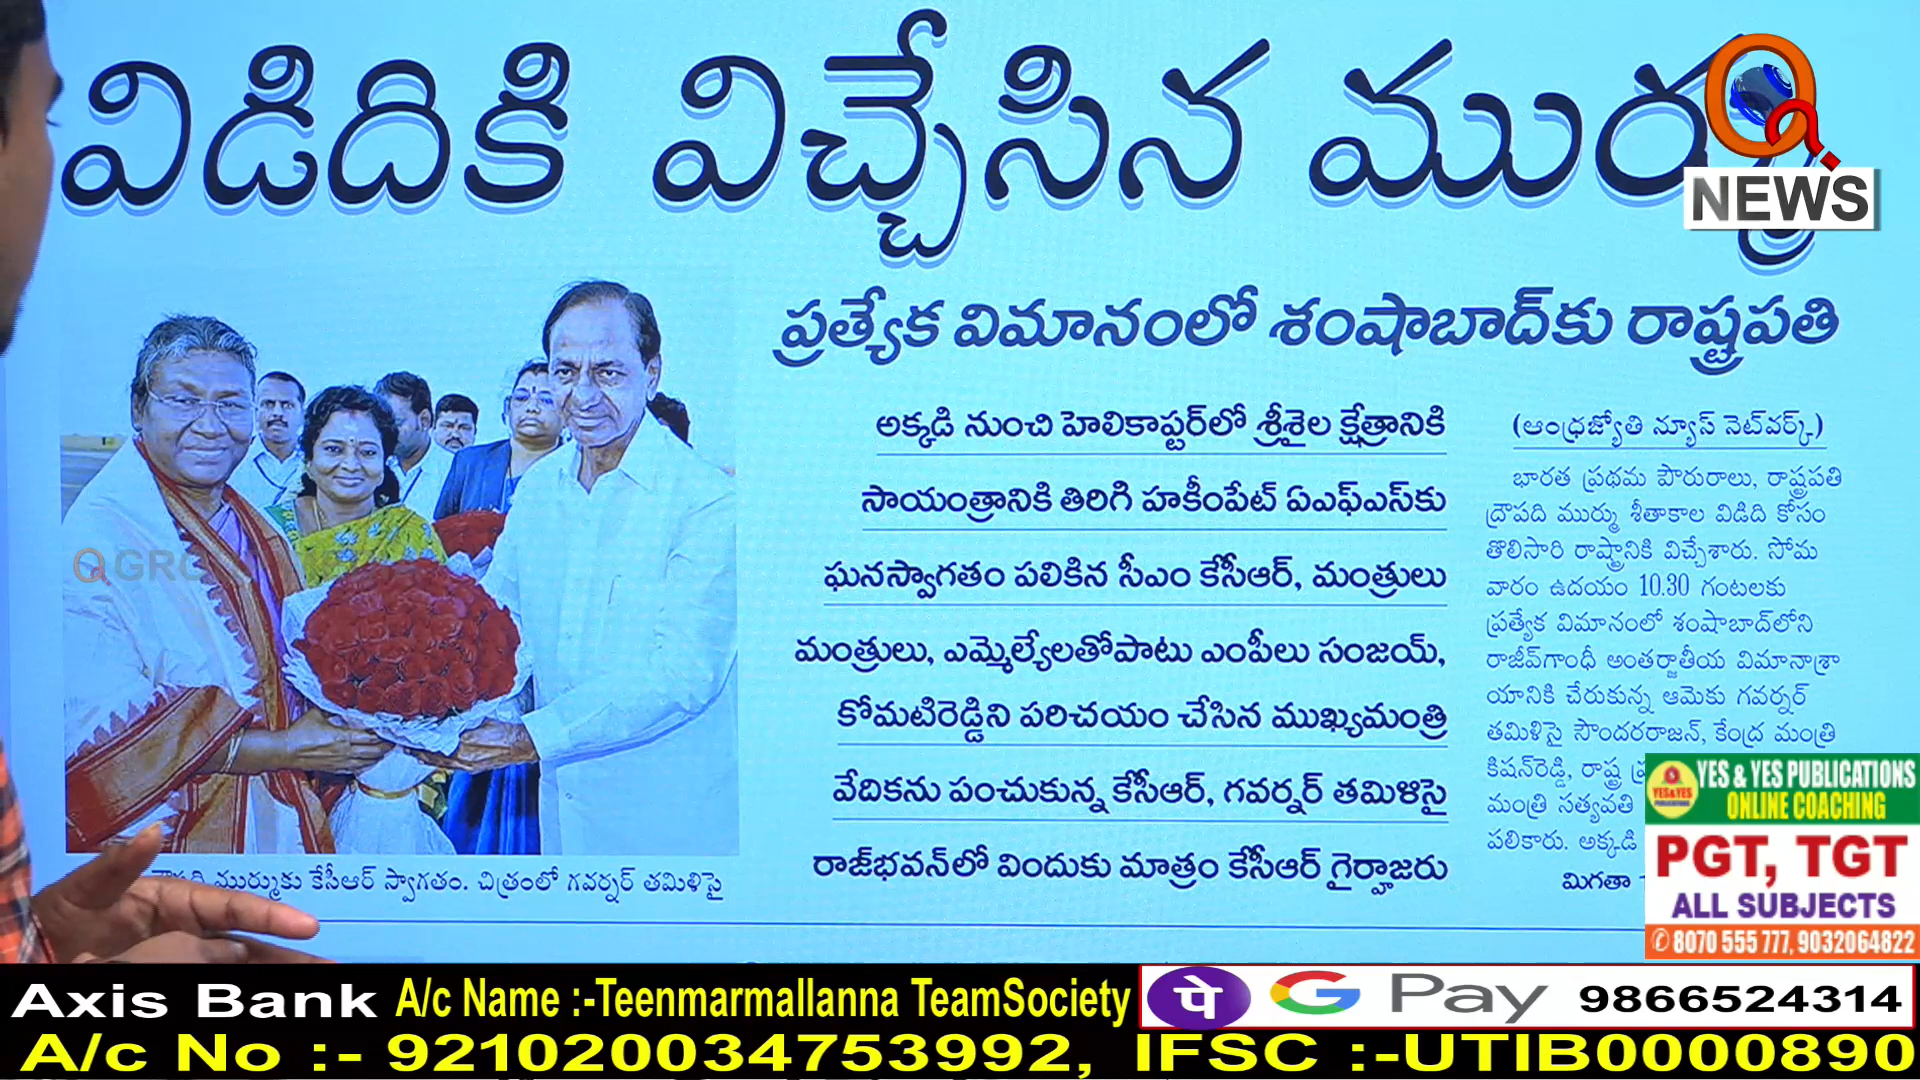 విడిదికి విచ్చేసిన ముర్ము
NEWS
ప్రత్యేక విమానంలో శంషాబాద్‌కు రాష్ట్రపతి
అక్కడి నుంచి హెలికాప్టర్‌లో శ్రీశైల క్షేత్రానికి
సాయంత్రానికి తిరిగి హకీంపేట్ ఏఎఫ్‌ఎస్‌కు
ఘనస్వాగతం పలికిన సీఎం కేసీఆర్, మంత్రులు
మంత్రులు, ఎమ్మెల్యేలతోపాటు ఎంపీలు సంజయ్,
కోమటిరెడ్డిని పరిచయం చేసిన ముఖ్యమంత్రి
వేదికను పంచుకున్న కేసీఆర్, గవర్నర్ తమిళిసై
రాజ్‌భవన్‌లో విందుకు మాత్రం కేసీఆర్ గైర్హాజరు
(ఆంధ్రజ్యోతి న్యూస్ నెట్‌వర్క్)
భారత ప్రథమ పౌరురాలు, రాష్ట్రపతి
ద్రౌపది ముర్ము శీతాకాల విడిది కోసం
తొలిసారి రాష్ట్రానికి విచ్చేశారు. సోమ
వారం ఉదయం 10.30 గంటలకు
ప్రత్యేక విమానంలో శంషాబాద్‌లోని
రాజీవ్‌గాంధీ అంతర్జాతీయ విమానాశ్రా
యానికి చేరుకున్న ఆమెకు గవర్నర్
తమిళిసై సౌందరరాజన్, కేంద్ర మంత్రి
కిషన్‌రెడ్డి, రాష్ట్ర
మంత్రి సత్యవతి
పలికారు. అక్కడి
మిగతా
ముర్ముకు కేసీఆర్ స్వాగతం. చిత్రంలో గవర్నర్ తమిళిసై
YES & YES PUBLICATIONS
YES&YES
ONLINE COACHING
PGT, TGT
ALL SUBJECTS
8070 555 777, 9032064822
Axis Bank A/c Name :-Teenmarmallanna TeamSociety
पे G Pay 9866524314
A/c No :- 921020034753992, IFSC :-UTIB0000890